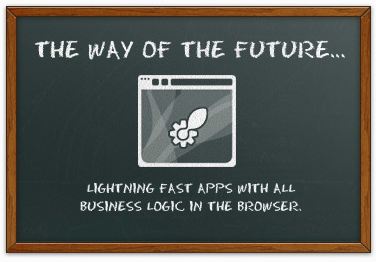 THE WAY OF THE FUTURE...
LIGHTNING FAST APPS WITH ALL
BUSINESS LOGIC IN THE BROWSER.